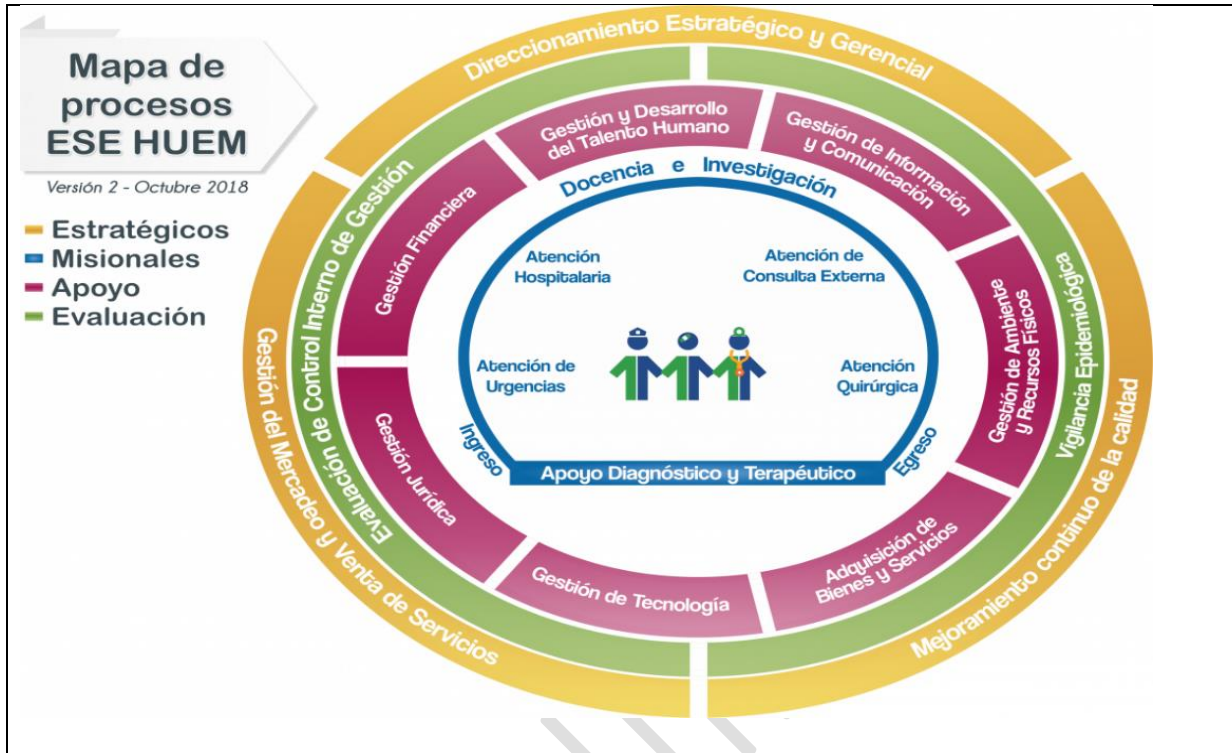 Mapa de
procesos
ESE HUEM
Versión 2 - Octubre 2018
Estratégicos
Misionales
Apoyo
Evaluación
Direccionamiento Estratégico y Gerencial
Gestión del Mercadeo y Venta de Servicios
Mejoramiento continuo de la calidad
Evaluación de Control Interno de Gestión
Vigilancia Epidemiológica
Gestión y Desarrollo
del Talento Humano
Gestión de Información
y Comunicación
Gestión Financiera
Gestión de Ambiente
y Recursos Físicos
Gestión Jurídica
Gestión de Tecnología
Adquisición de
Bienes y Servicios
Docencia e Investigación
Atención
Hospitalaria
Atención de
Consulta Externa
Atención de
Urgencias
Atención
Quirúrgica
Ingreso
Egreso
Apoyo Diagnóstico y Terapéutico